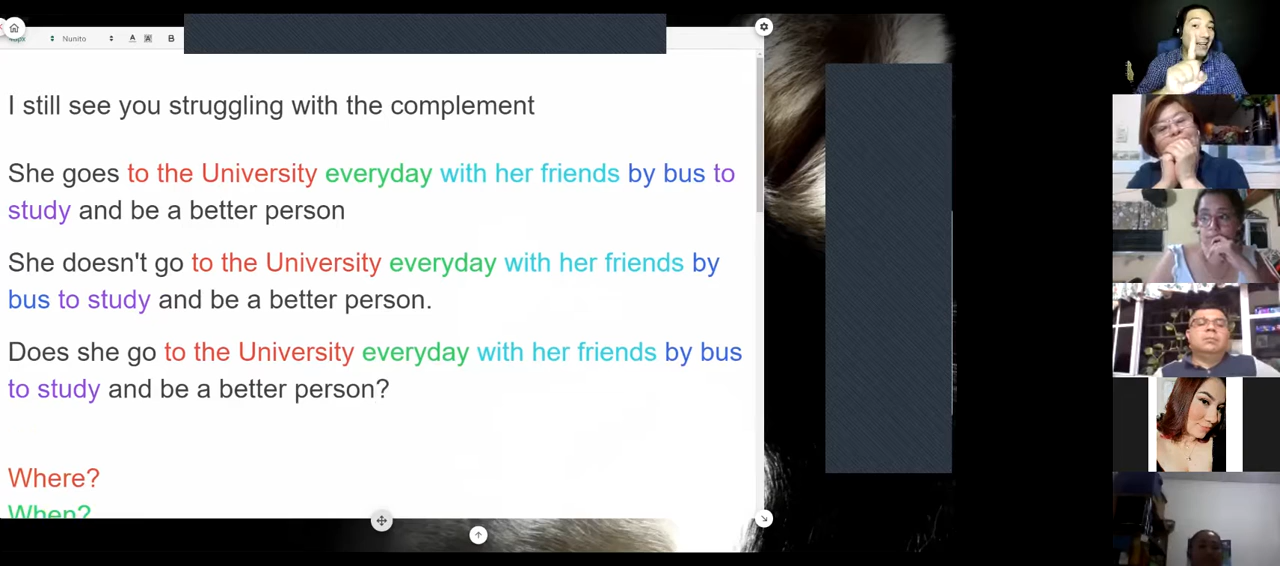 Nunito A A B
I still see you struggling with the complement
She goes to the University everyday with her friends by bus to
study and be a better person
She doesn't go to the University everyday with her friends by
bus to study and be a better person.
Does she go to the University everyday with her friends by bus
to study and be a better person?
Where?
When?